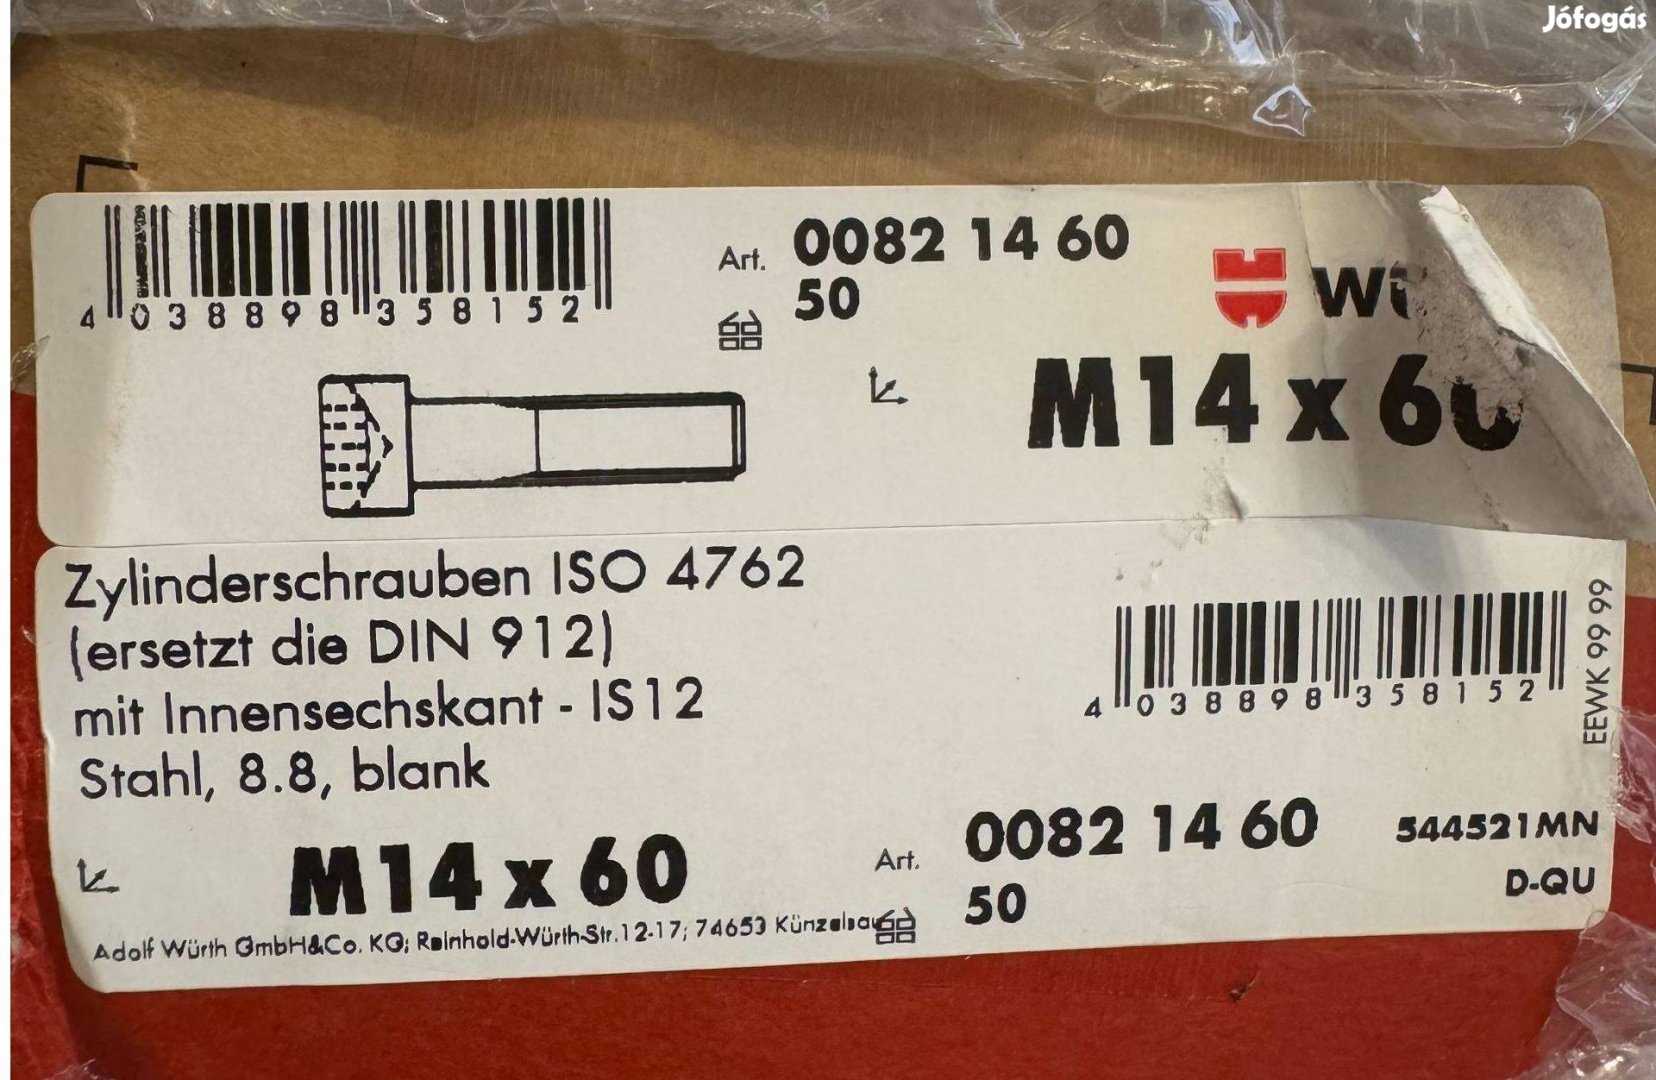 Jófogás
Art. 0082 14 60
50
4 038898 358152
M14 x 60
Zylinderschrauben ISO 4762
(ersetzt die DIN 912)
mit Innensechskant - IS12
Stahl, 8.8, blank
4 038898 358152
EEWK 99 99
M14 x 60
Art. 0082 14 60
50
544521MN
D-QU
Adolf Würth GmbH&Co. KG; Reinhold-Würth-Str.12-17; 74653 Künzelsau